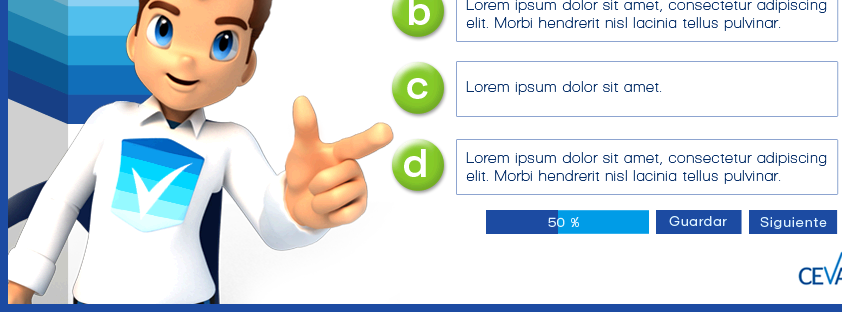 b
Lorem ipsum dolor sit amet, consectetur adipiscing
elit. Morbi hendrerit nisl lacinia tellus pulvinar.
c
Lorem ipsum dolor sit amet.
d
Lorem ipsum dolor sit amet, consectetur adipiscing
elit. Morbi hendrerit nisl lacinia tellus pulvinar.
50 % Guardar Siguiente
CEVA